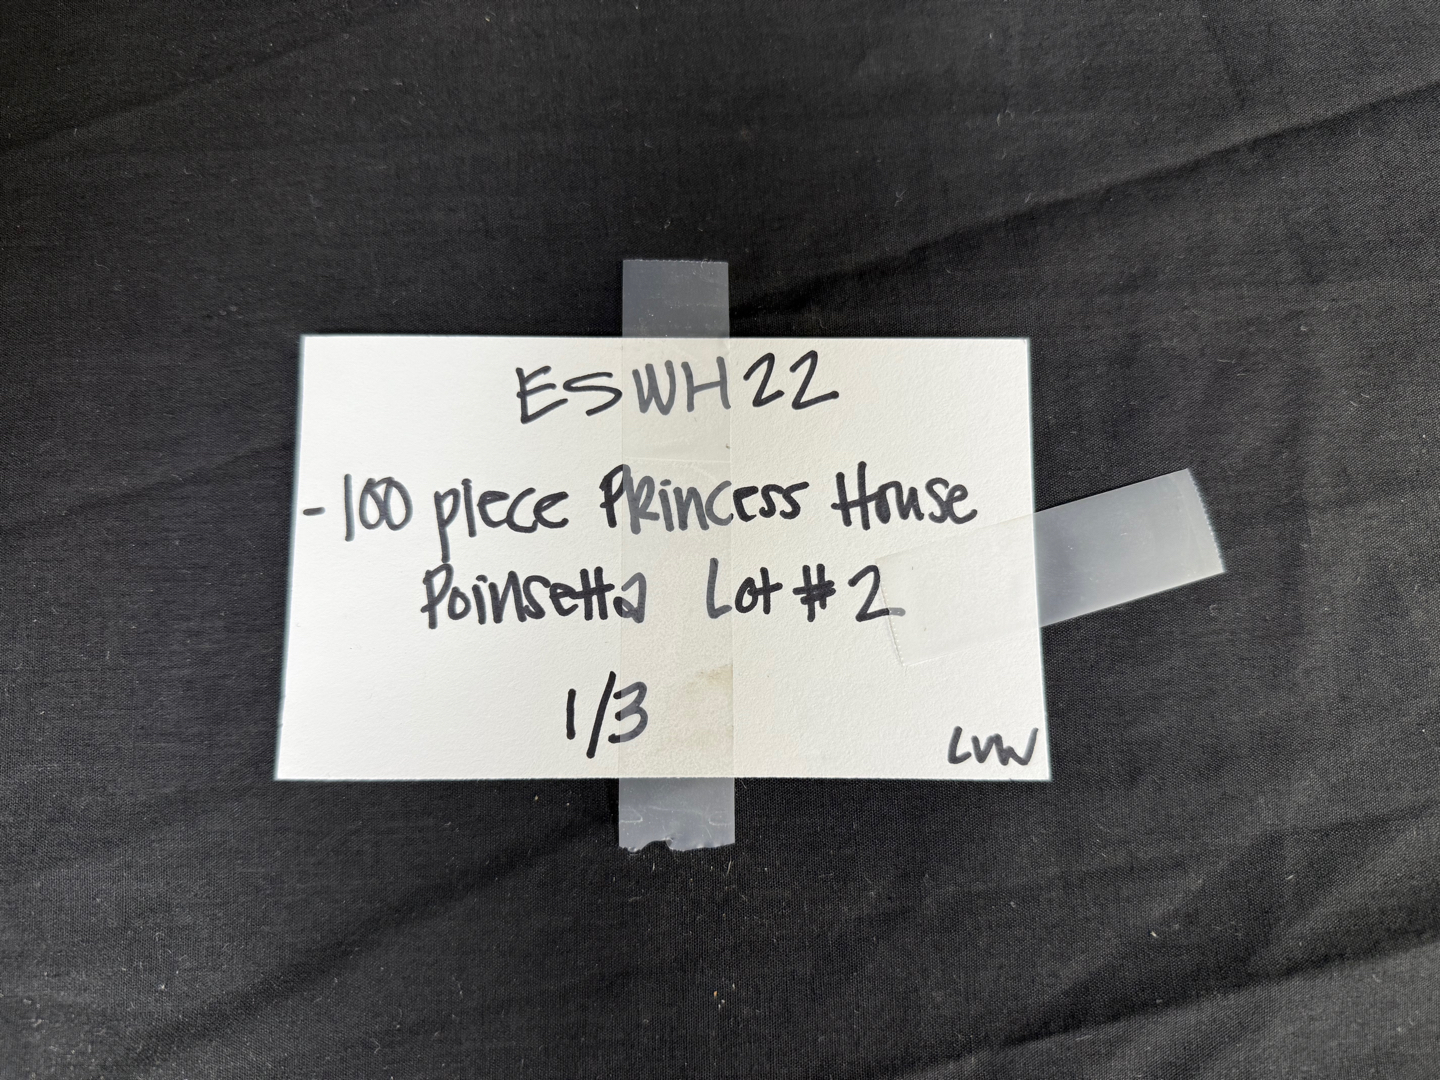 ESWH22
-100 piece Princess House
Poinsetta Lot #2
1/3
LVW